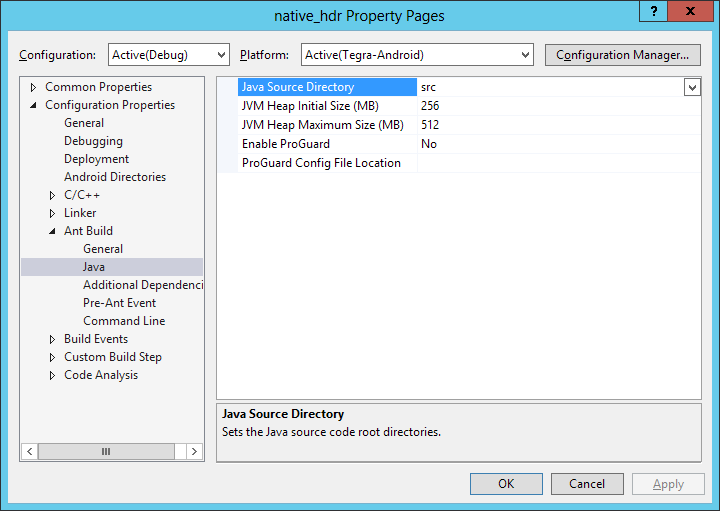 native_hdr Property Pages
? x
Configuration: Active(Debug) Platform: Active(Tegra-Android) Configuration Manager...
Common Properties
Configuration Properties
General
Debugging
Deployment
Android Directories
C/C++
Linker
Ant Build
General
Java
Additional Dependenci
Pre-Ant Event
Command Line
Build Events
Custom Build Step
Code Analysis
Java Source Directory src
JVM Heap Initial Size (MB) 256
JVM Heap Maximum Size (MB) 512
Enable ProGuard No
ProGuard Config File Location
Java Source Directory
Sets the Java source code root directories.
OK Cancel Apply